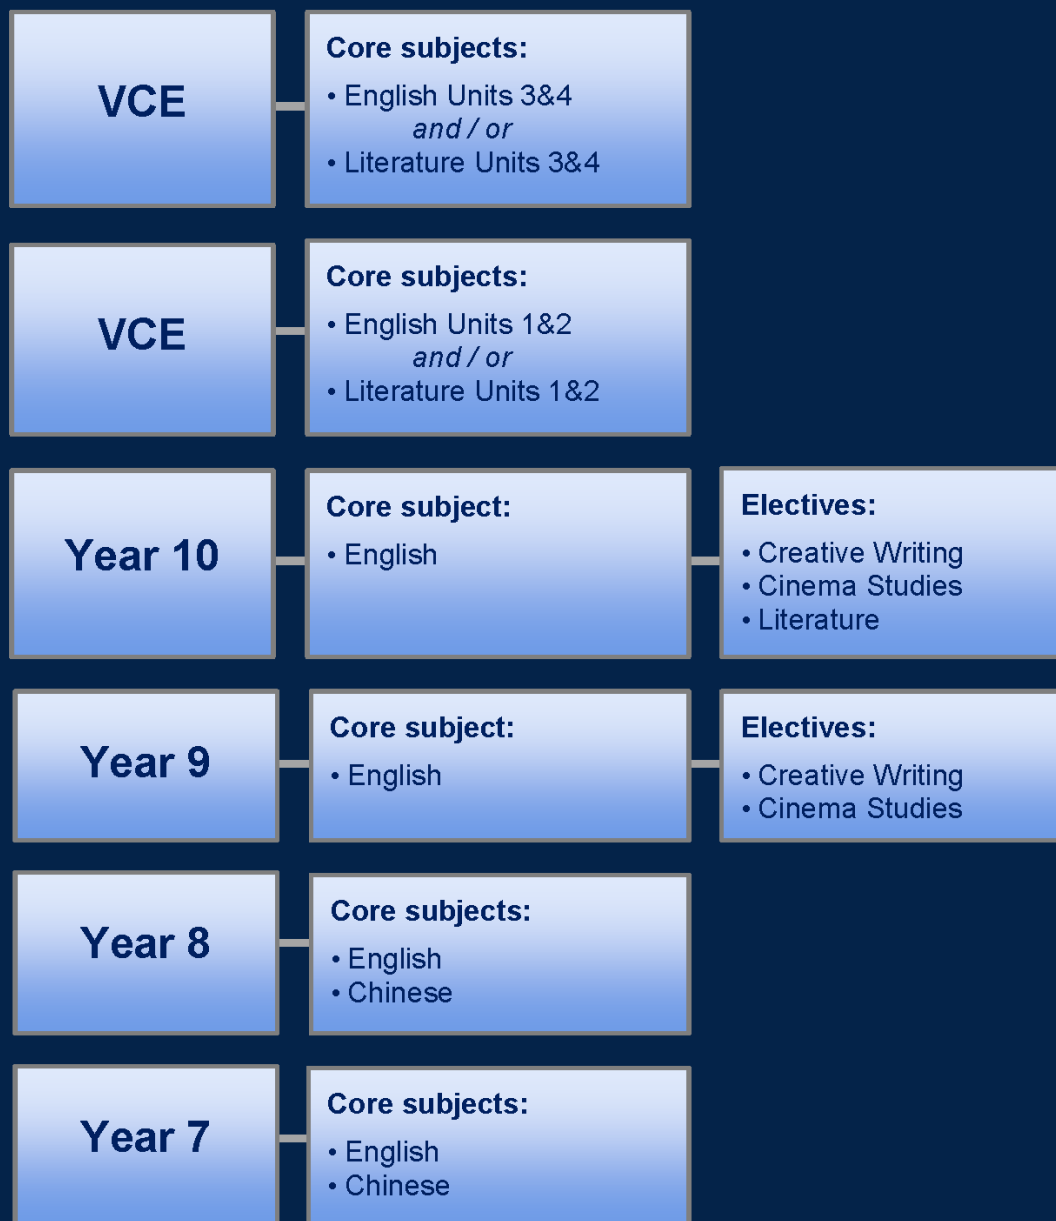 VCE
Core subjects:
• English Units 3&4
and / or
• Literature Units 3&4
VCE
Core subjects:
• English Units 1&2
and / or
• Literature Units 1&2
Year 10
Core subject:
• English
Electives:
• Creative Writing
• Cinema Studies
• Literature
Year 9
Core subject:
• English
Electives:
• Creative Writing
• Cinema Studies
Year 8
Core subjects:
• English
• Chinese
Year 7
Core subjects:
• English
• Chinese